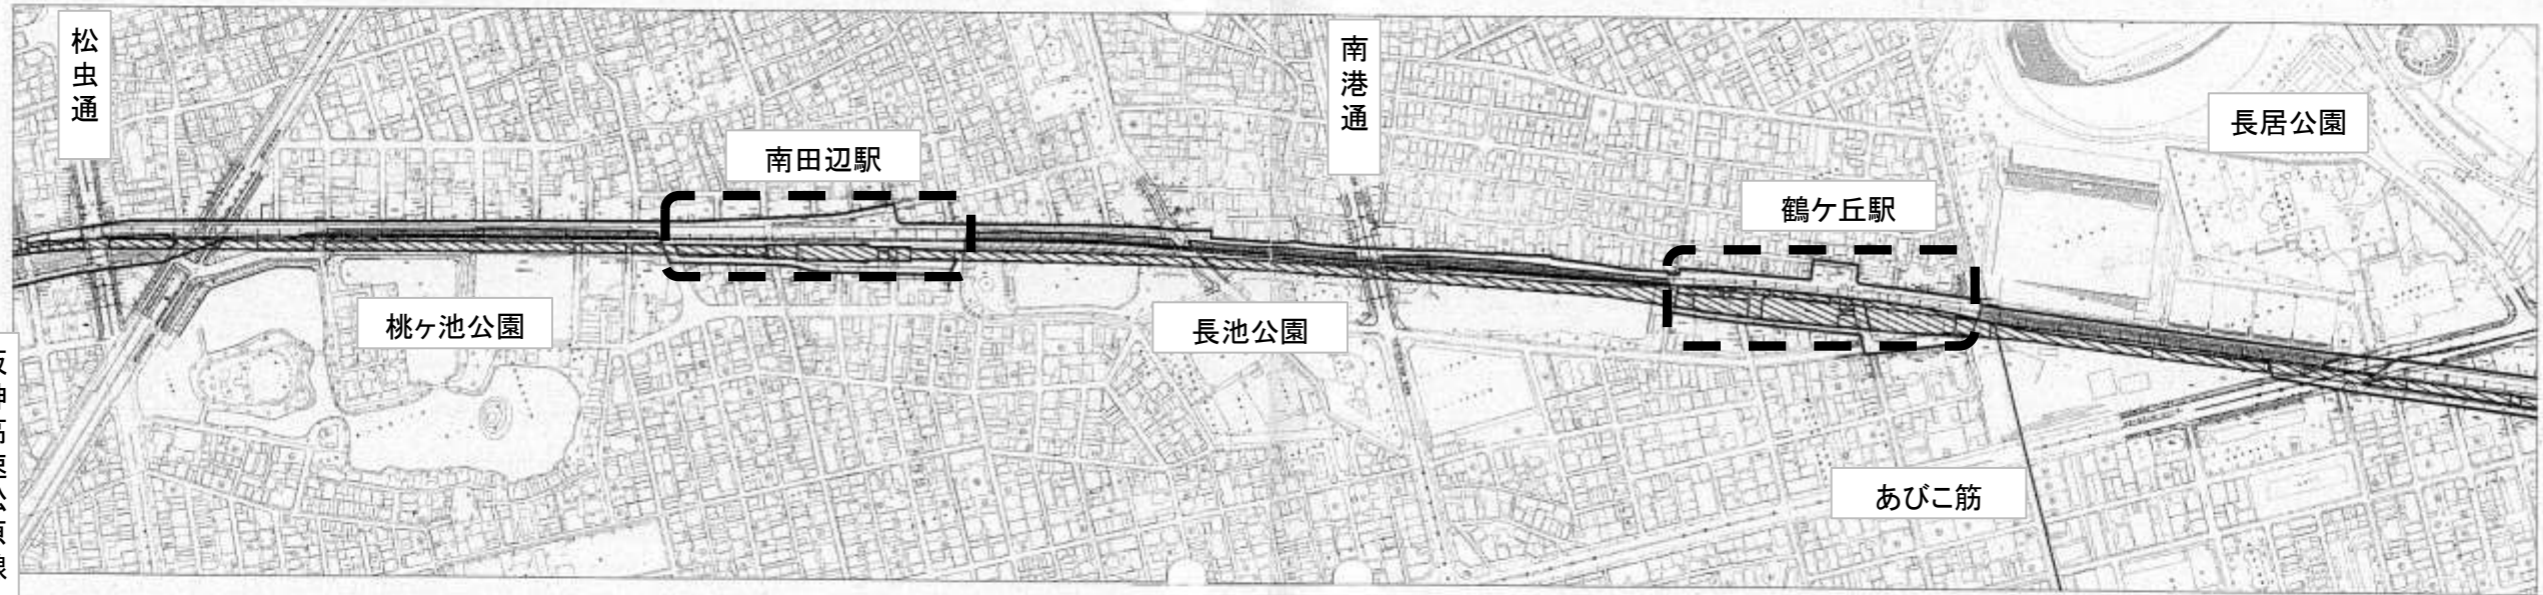 松虫通
南港通
長居公園
南田辺駅
鶴ケ丘駅
桃ヶ池公園
長池公園
あびこ筋